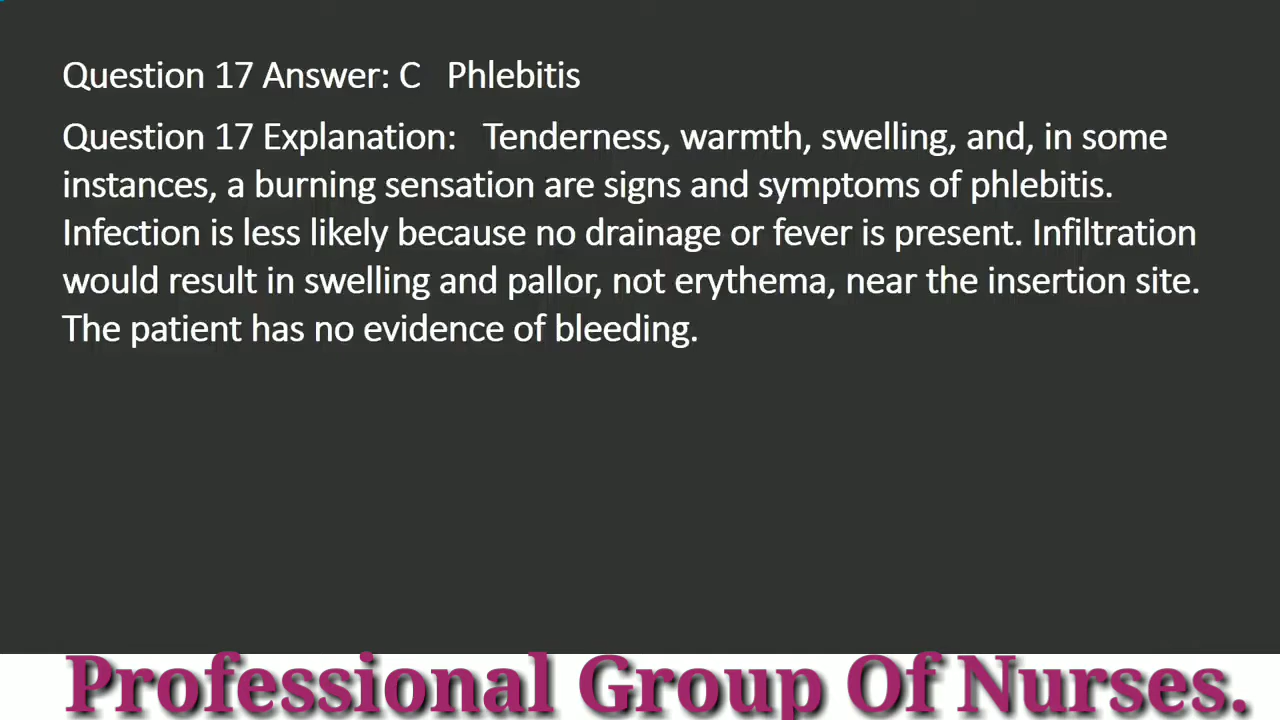 Question 17 Answer: C Phlebitis
Question 17 Explanation: Tenderness, warmth, swelling, and, in some
instances, a burning sensation are signs and symptoms of phlebitis.
Infection is less likely because no drainage or fever is present. Infiltration
would result in swelling and pallor, not erythema, near the insertion site.
The patient has no evidence of bleeding.
Professional Group Of Nurses.